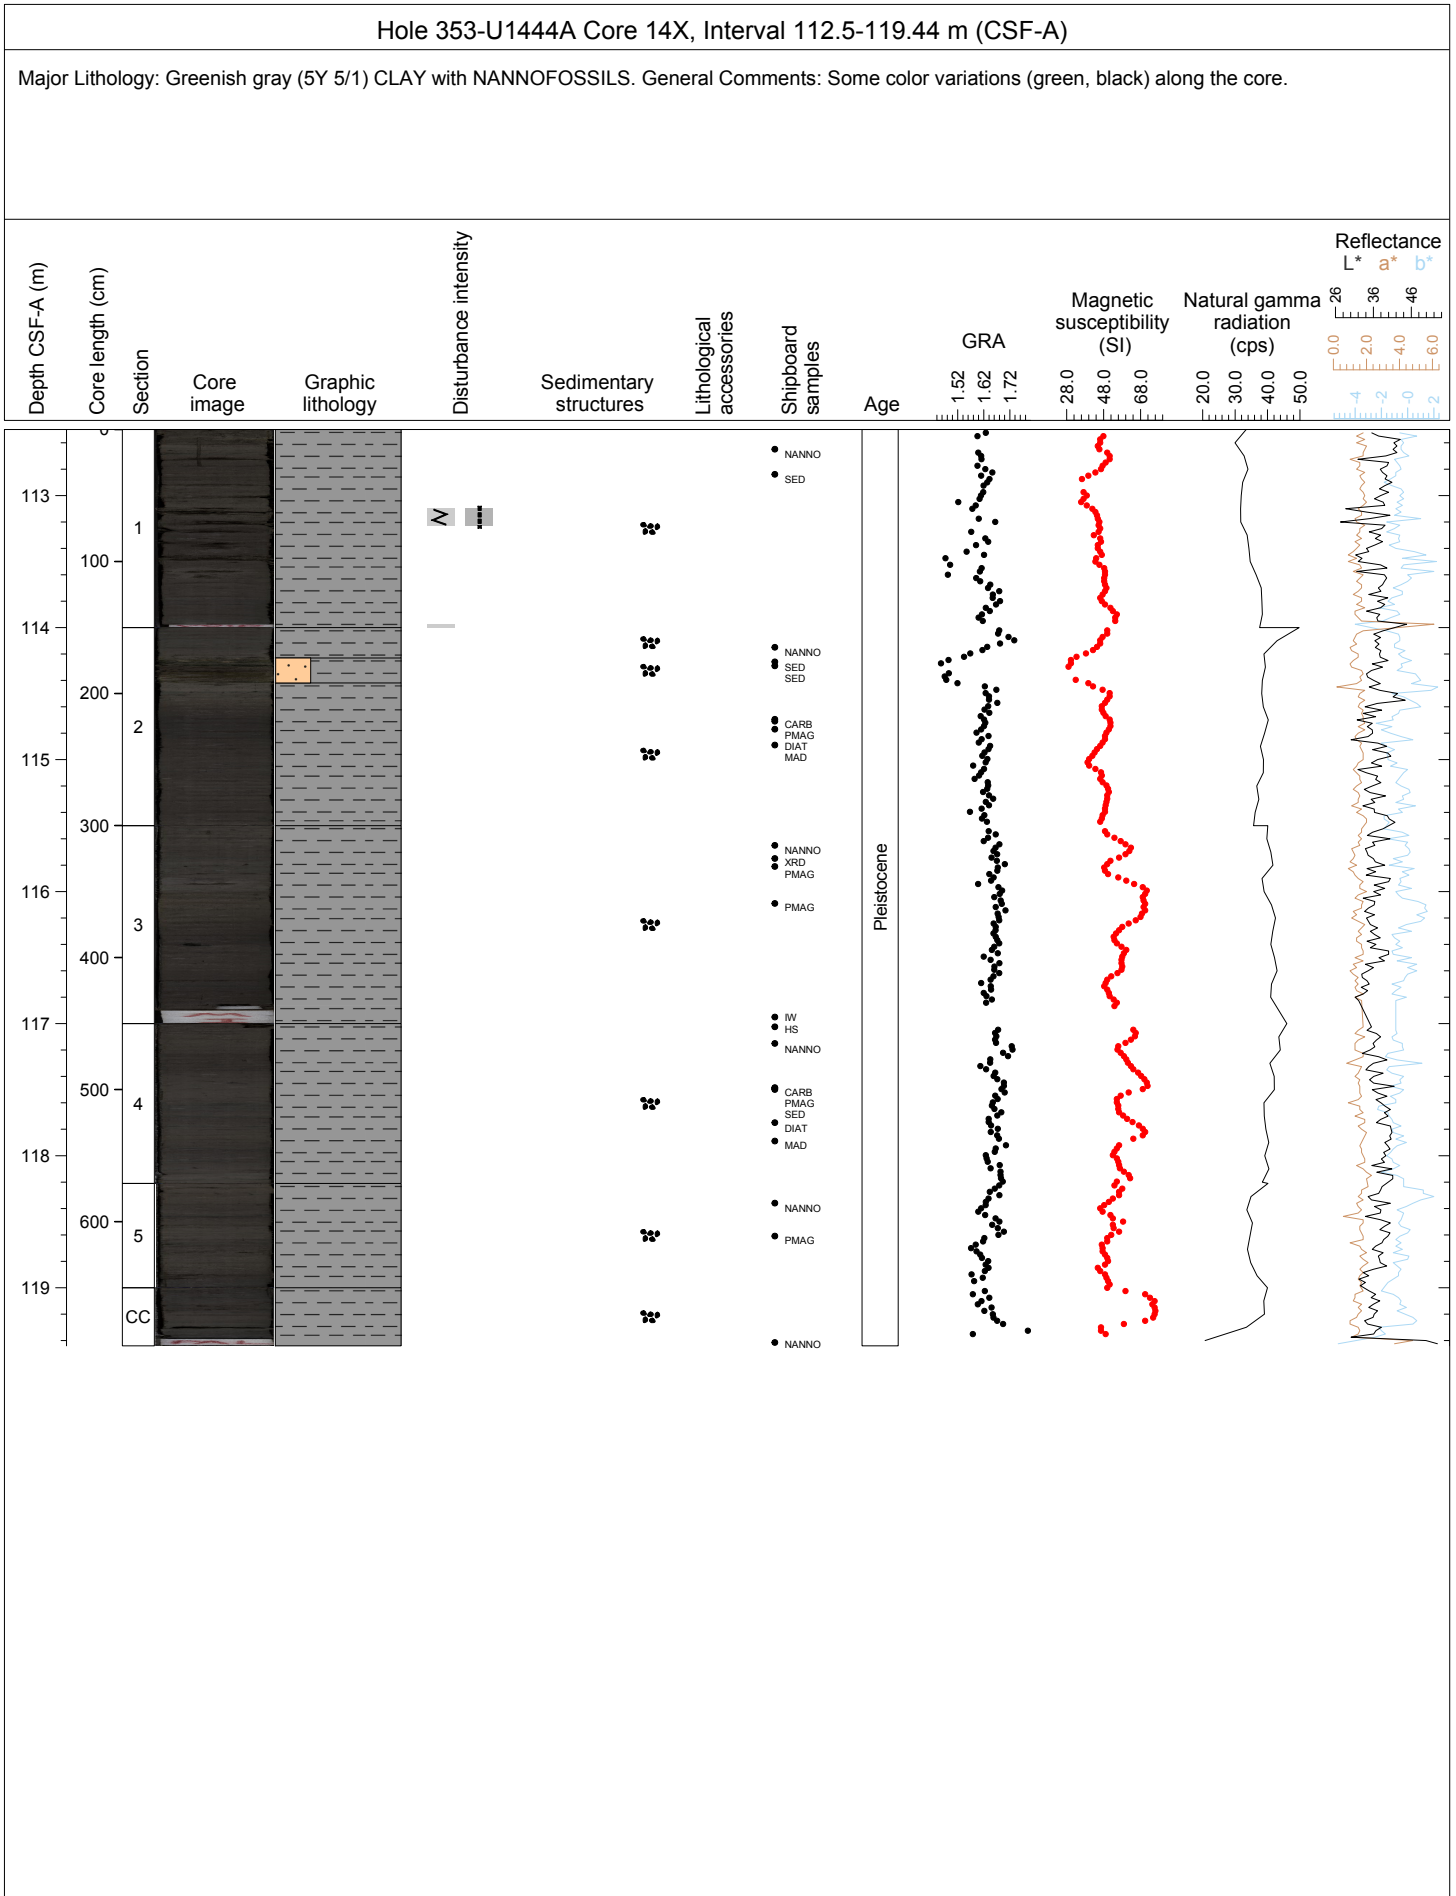 Hole 353-U1444A Core 14X, Interval 112.5-119.44 m (CSF-A)
Major Lithology: Greenish gray (5Y 5/1) CLAY with NANNOFOSSILS. General Comments: Some color variations (green, black) along the core.
Depth CSF-A (m)
Core length (cm)
Section
Core
image
Graphic
lithology
Disturbance intensity
Sedimentary
structures
Lithological
accessories
Shipboard
samples
Age
GRA
1.52 1.62 1.72
Magnetic
susceptibility
(SI)
28.0 48.0 68.0
Natural gamma
radiation
(cps)
20.0 30.0 40.0 50.0
Reflectance
L* a* b*
26 36 46
0.0 2.0 4.0 6.0
-4 -2 -0 2
0
113
100
114
200
115
300
116
400
117
500
118
600
119
1
2
3
4
5
CC
NANNO
SED
NANNO
SED
SED
CARB
PMAG
DIAT
MAD
NANNO
XRD
PMAG
PMAG
IW
HS
NANNO
CARB
PMAG
SED
DIAT
MAD
NANNO
PMAG
NANNO
Pleistocene